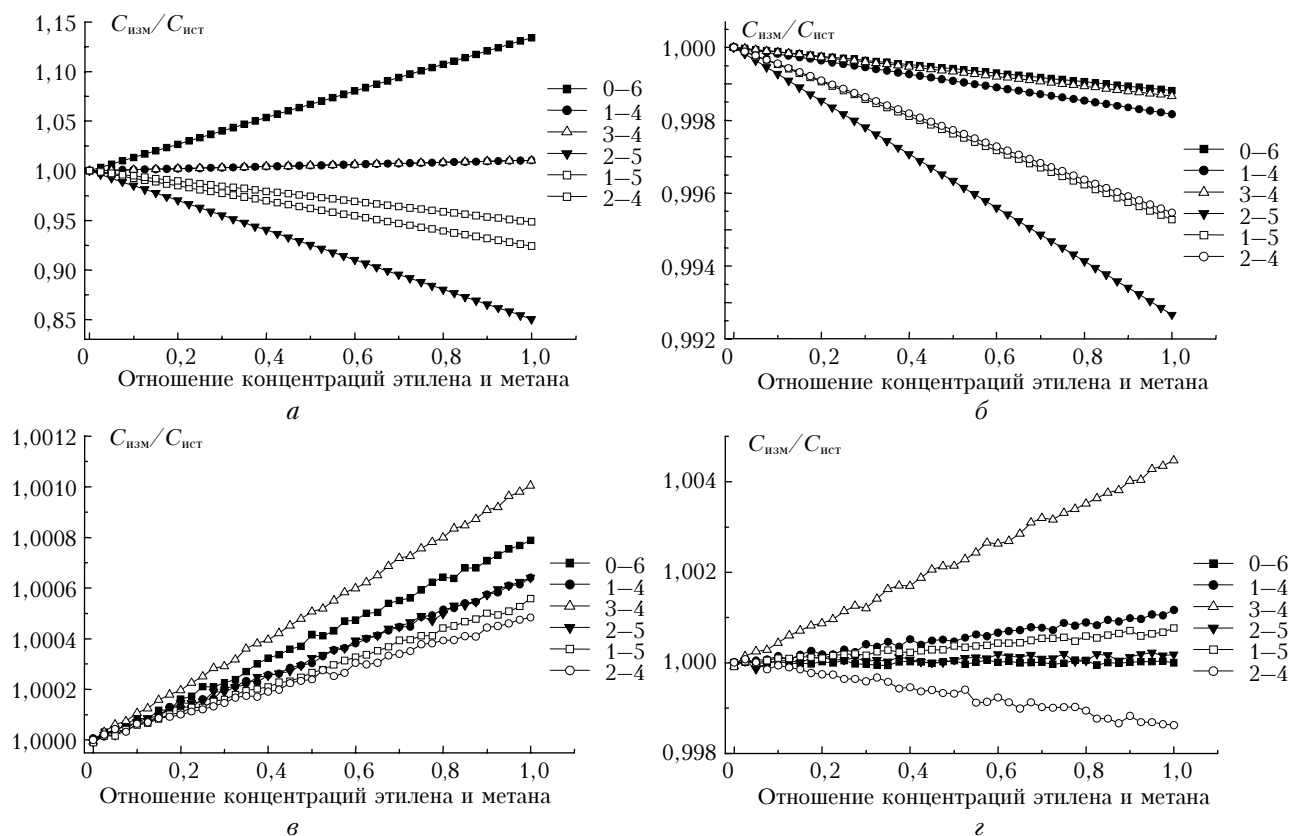 C изм/C ист
1,15
1,10
1,05
1,00
0,95
0,90
0,85
0 0,2 0,4 0,6 0,8 1,0
Отношение концентраций этилена и метана
0–6
1–4
3–4
2–5
1–5
2–4
а
C изм/C ист
1,000
0,998
0,996
0,994
0,992
0 0,2 0,4 0,6 0,8 1,0
Отношение концентраций этилена и метана
0–6
1–4
3–4
2–5
1–5
2–4
б
C изм/C ист
1,0012
1,0010
1,0008
1,0006
1,0004
1,0002
1,0000
0 0,2 0,4 0,6 0,8 1,0
Отношение концентраций этилена и метана
0–6
1–4
3–4
2–5
1–5
2–4
в
C изм/C ист
1,004
1,002
1,000
0,998
0 0,2 0,4 0,6 0,8 1,0
Отношение концентраций этилена и метана
0–6
1–4
3–4
2–5
1–5
2–4
г